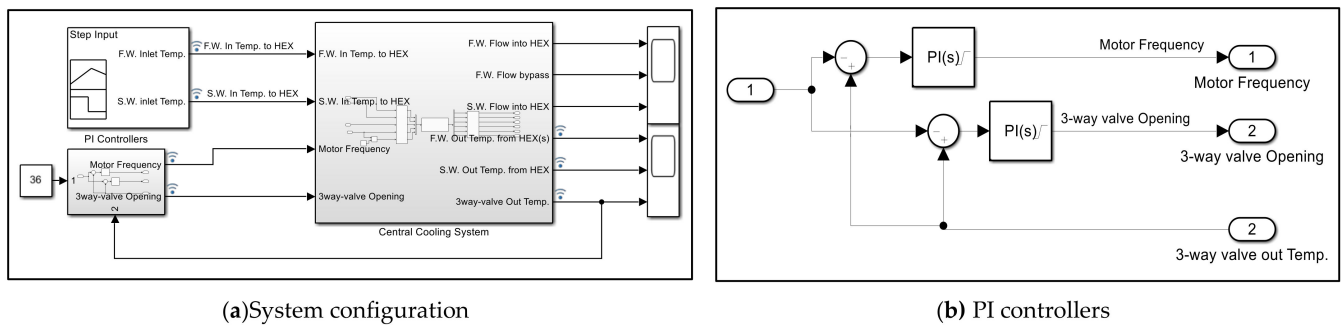 Step Input
F.W. Inlet Temp.
S.W. inlet Temp.
PI Controllers
F.W. In Temp. to HEX
S.W. In Temp. to HEX
36
1
Motor Frequency
3way-valve Opening
2
F.W. In Temp. to HEX
S.W. In Temp. to HEX
Motor Frequency
3way-valve Opening
F.W. Flow into HEX
F.W. Flow bypass
S.W. Flow into HEX
F.W. Out Temp. from HEX(s)
S.W. Out Temp. from HEX
3way-valve Out Temp.
Central Cooling System
(a)System configuration
1
− +
PI(s)
Motor Frequency
1
Motor Frequency
− +
PI(s)
3-way valve Opening
2
3-way valve Opening
2
3-way valve out Temp.
(b) PI controllers